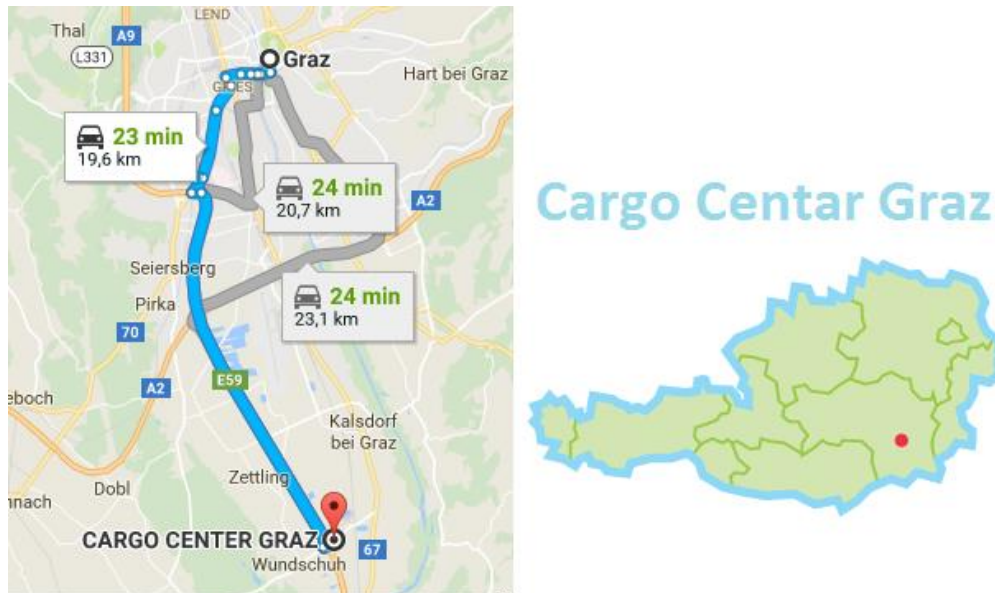 LEND
Thal
A9
L331
Graz
Hart bei Graz
23 min
19,6 km
24 min
20,7 km
A2
Cargo Centar Graz
Seiersberg
24 min
23,1 km
Pirka
70
A2
E59
eboch
Kalsdorf
bei Graz
Zettling
Dobl
nnach
CARGO CENTER GRAZ
67
Wundschuh